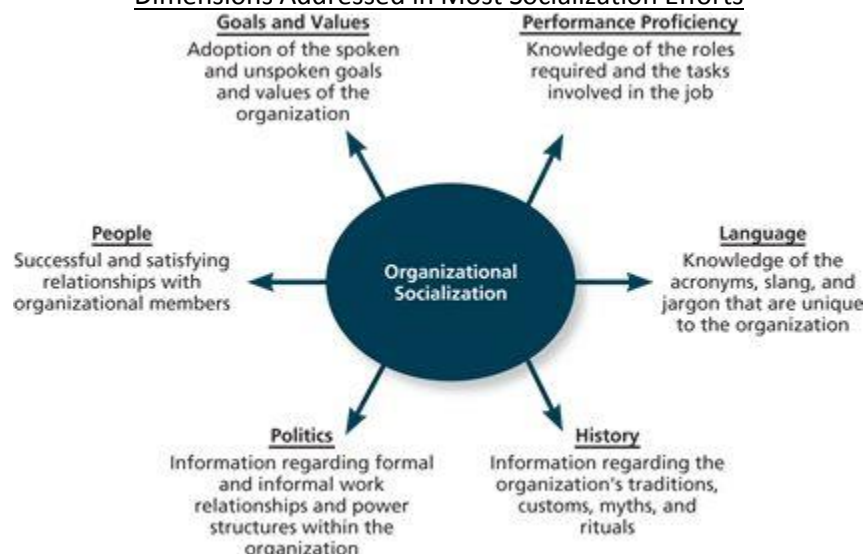 Dimensions Addressed in Most Socialization Efforts
Goals and Values
Adoption of the spoken
and unspoken goals
and values of the
organization
Performance Proficiency
Knowledge of the roles
required and the tasks
involved in the job
People
Successful and satisfying
relationships with
organizational members
Organizational
Socialization
Language
Knowledge of the
acronyms, slang, and
jargon that are unique
to the organization
Politics
Information regarding formal
and informal work
relationships and power
structures within the
organization
History
Information regarding the
organization's traditions,
customs, myths, and
rituals